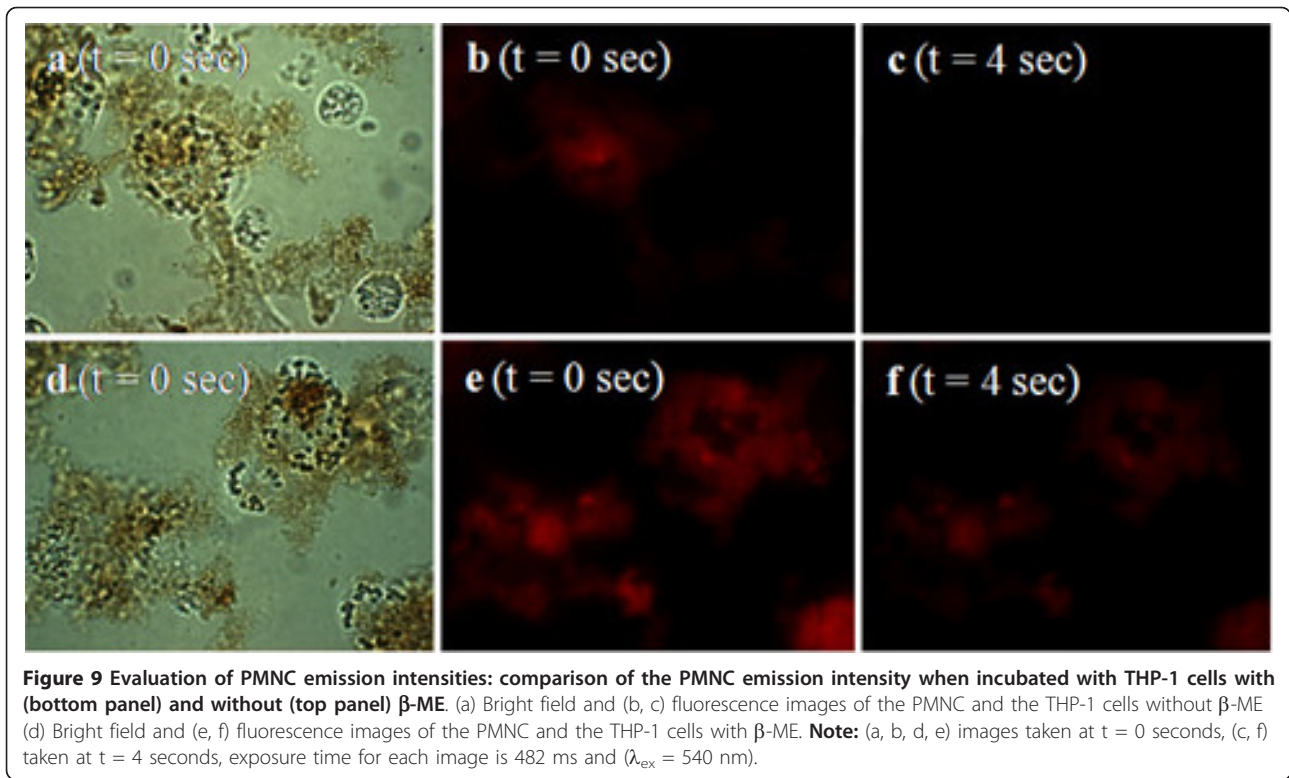 a (t = 0 sec)
b (t = 0 sec)
c (t = 4 sec)
d (t = 0 sec)
e (t = 0 sec)
f (t = 4 sec)
Figure 9 Evaluation of PMNC emission intensities: comparison of the PMNC emission intensity when incubated with THP-1 cells with
(bottom panel) and without (top panel) β-ME. (a) Bright field and (b, c) fluorescence images of the PMNC and the THP-1 cells without β-ME
(d) Bright field and (e, f) fluorescence images of the PMNC and the THP-1 cells with β-ME. Note: (a, b, d, e) images taken at t = 0 seconds, (c, f)
taken at t = 4 seconds, exposure time for each image is 482 ms and (λex = 540 nm).